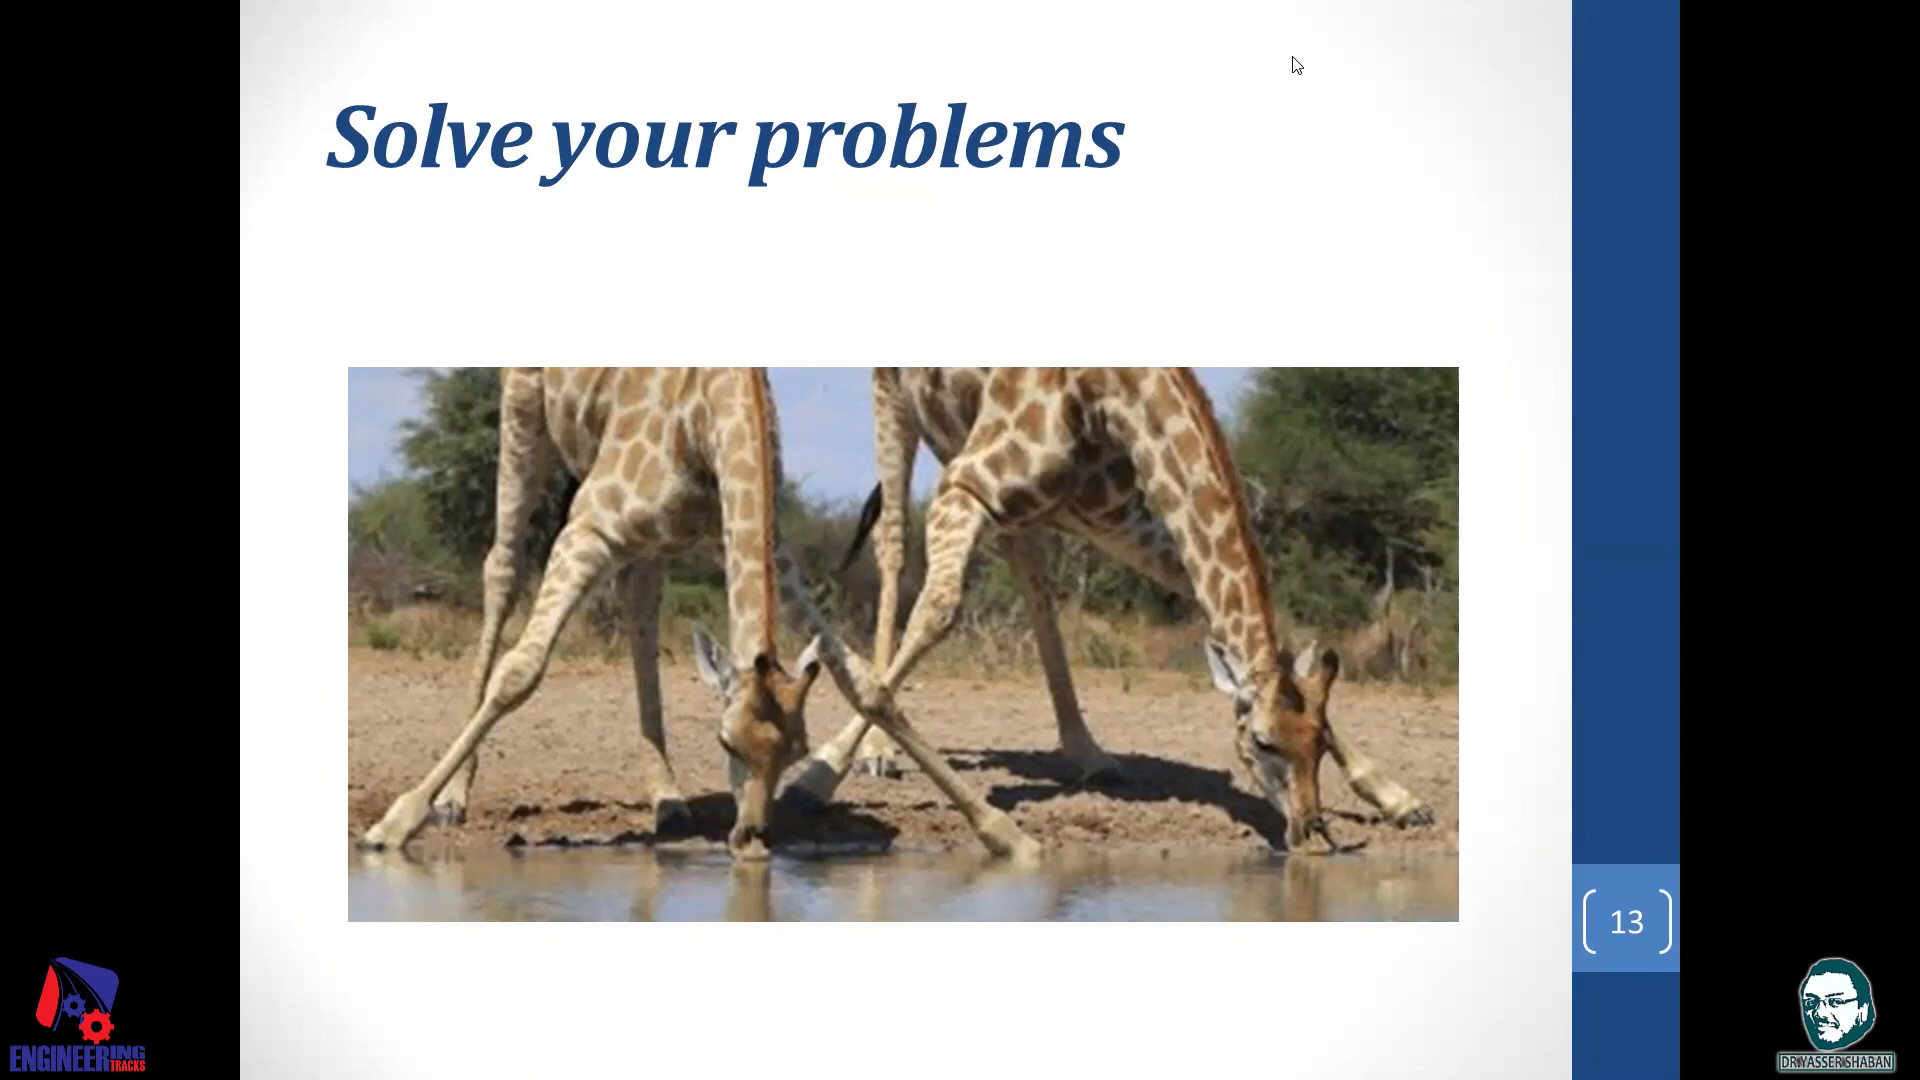 Solve your problems
13
ENGINEERING
TRACKS
DR.YASSER SHABAN